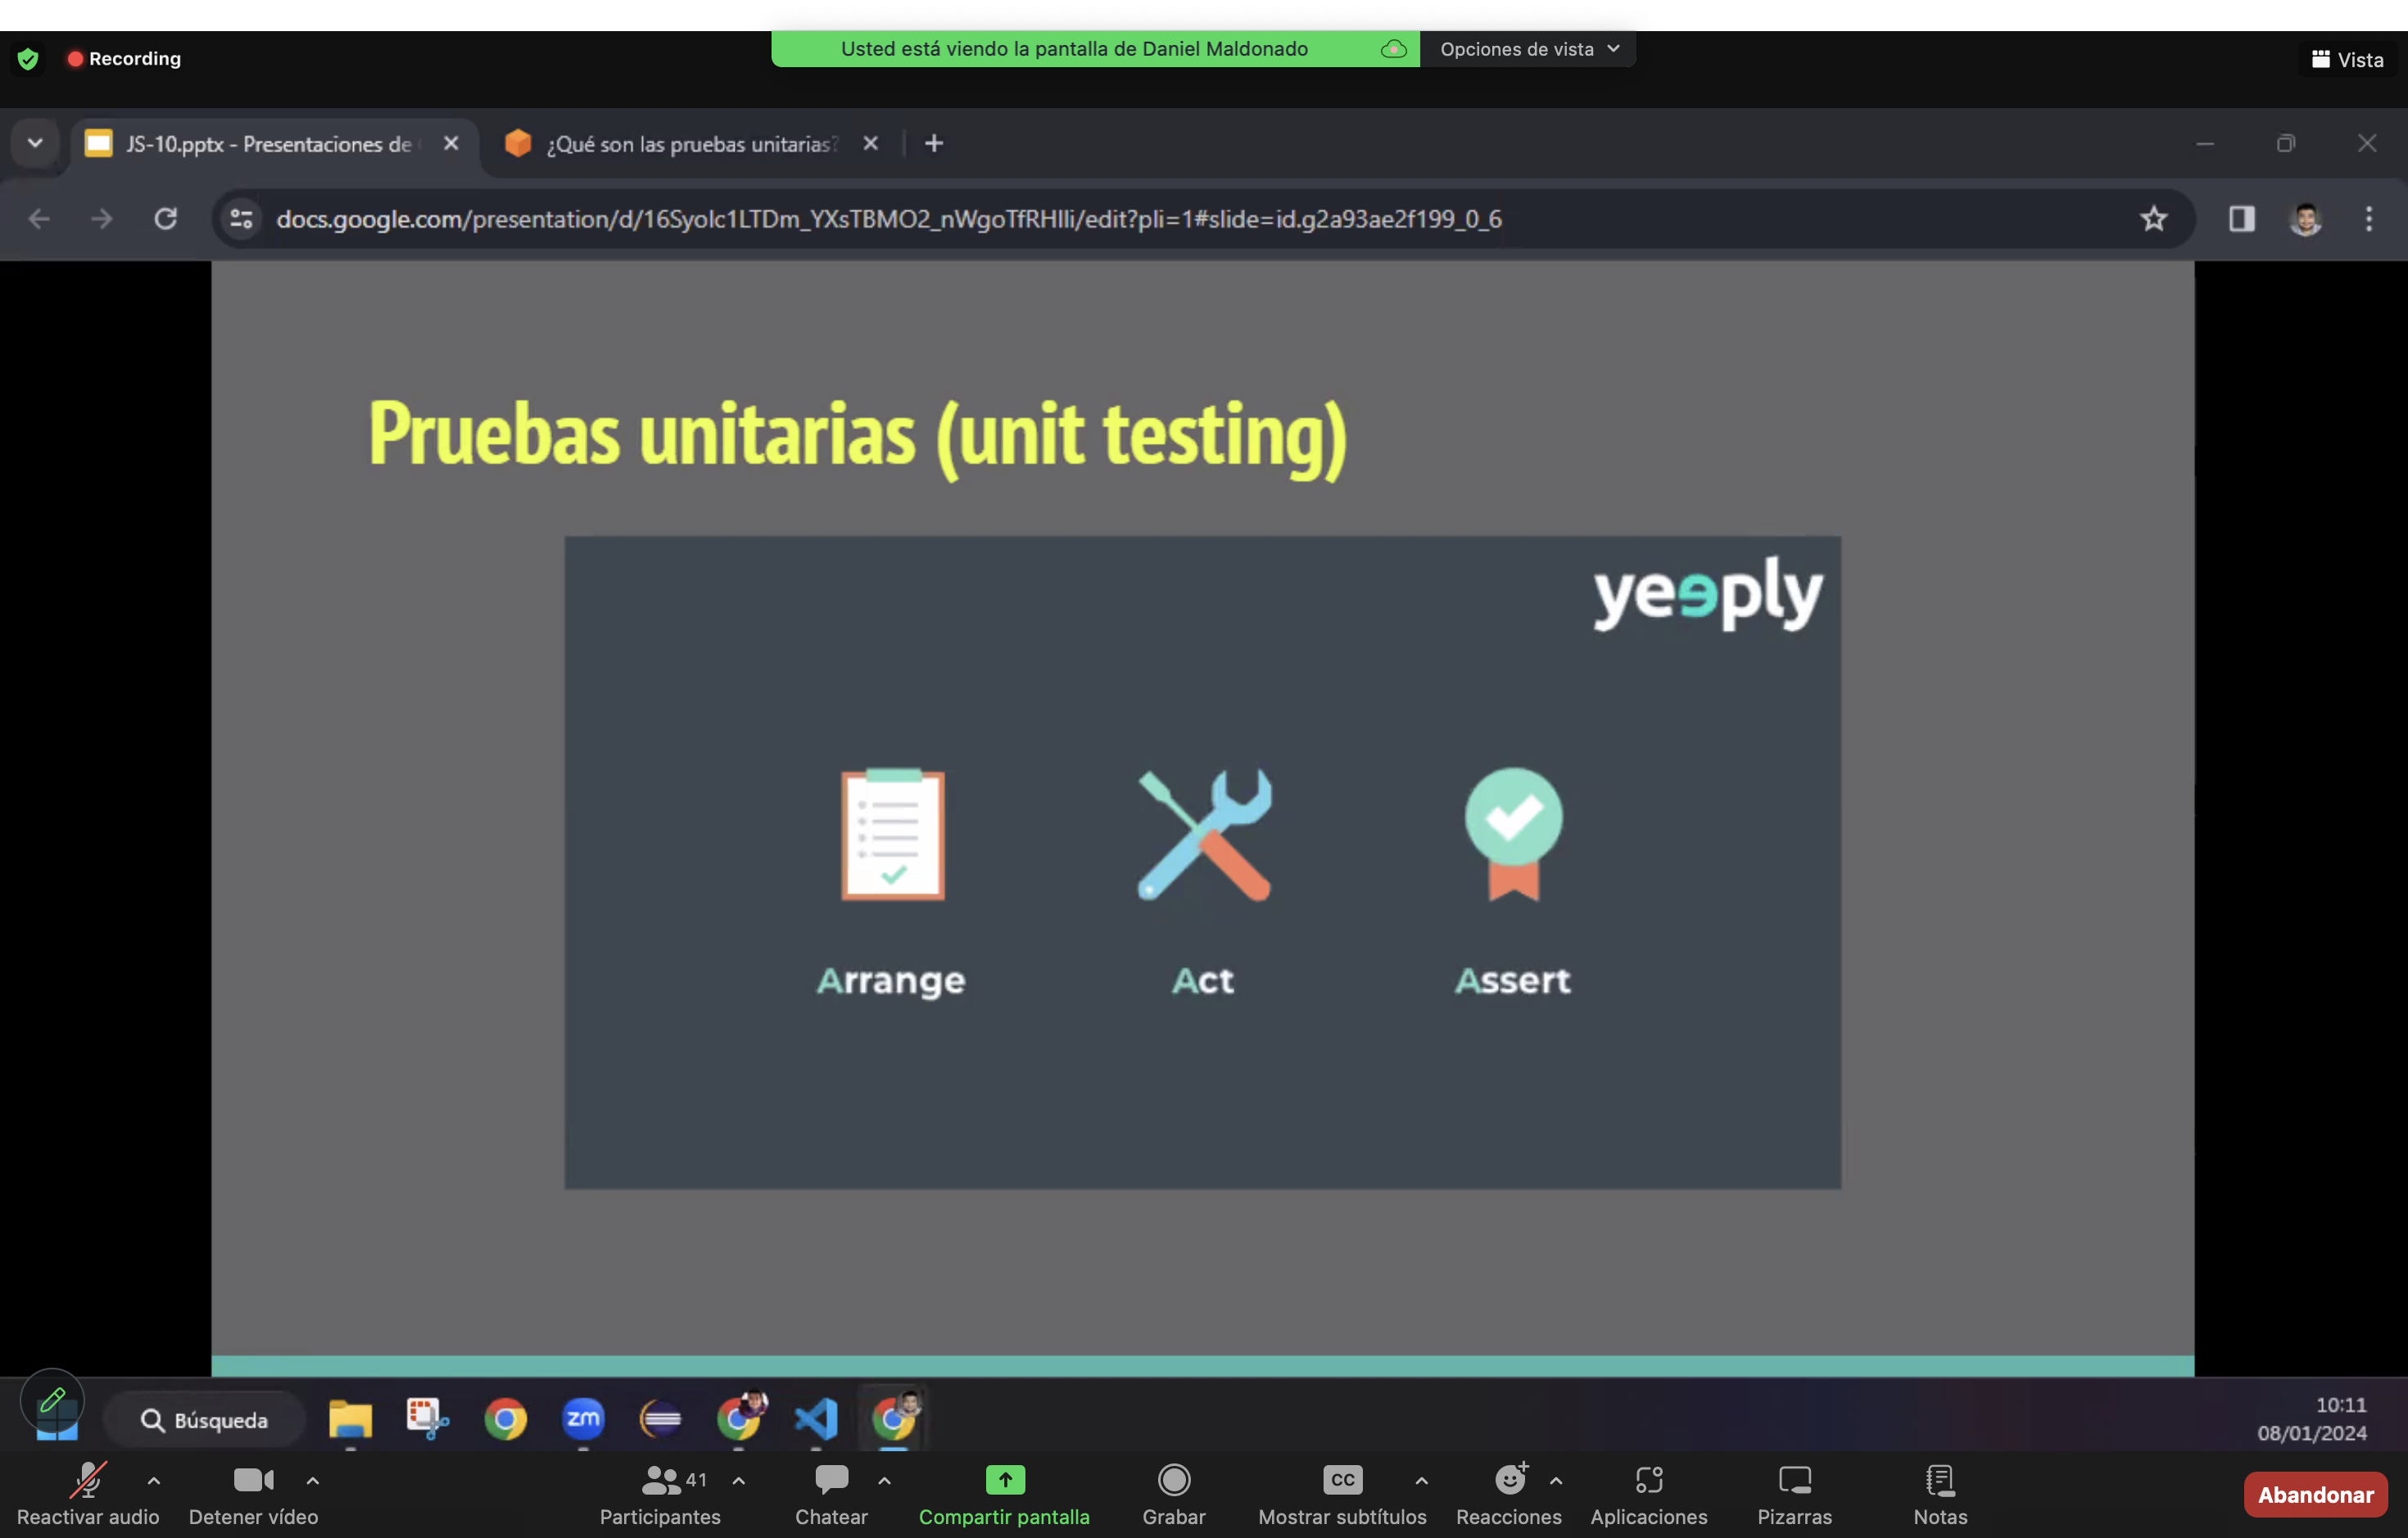 Recording
Usted está viendo la pantalla de Daniel Maldonado
Opciones de vista
Vista
JS-10.pptx - Presentaciones de
¿Qué son las pruebas unitarias?
docs.google.com/presentation/d/16Syolc1LTDm_YXsTBMO2_nWgoTfRHlli/edit?pli=1#slide=id.g2a93ae2f199_0_6
Pruebas unitarias (unit testing)
yeeply
Arrange
Act
Assert
Búsqueda
zm
10:11
08/01/2024
41
CC
Reactivar audio
Detener vídeo
Participantes
Chatear
Compartir pantalla
Grabar
Mostrar subtítulos
Reacciones
Aplicaciones
Pizarras
Notas
Abandonar